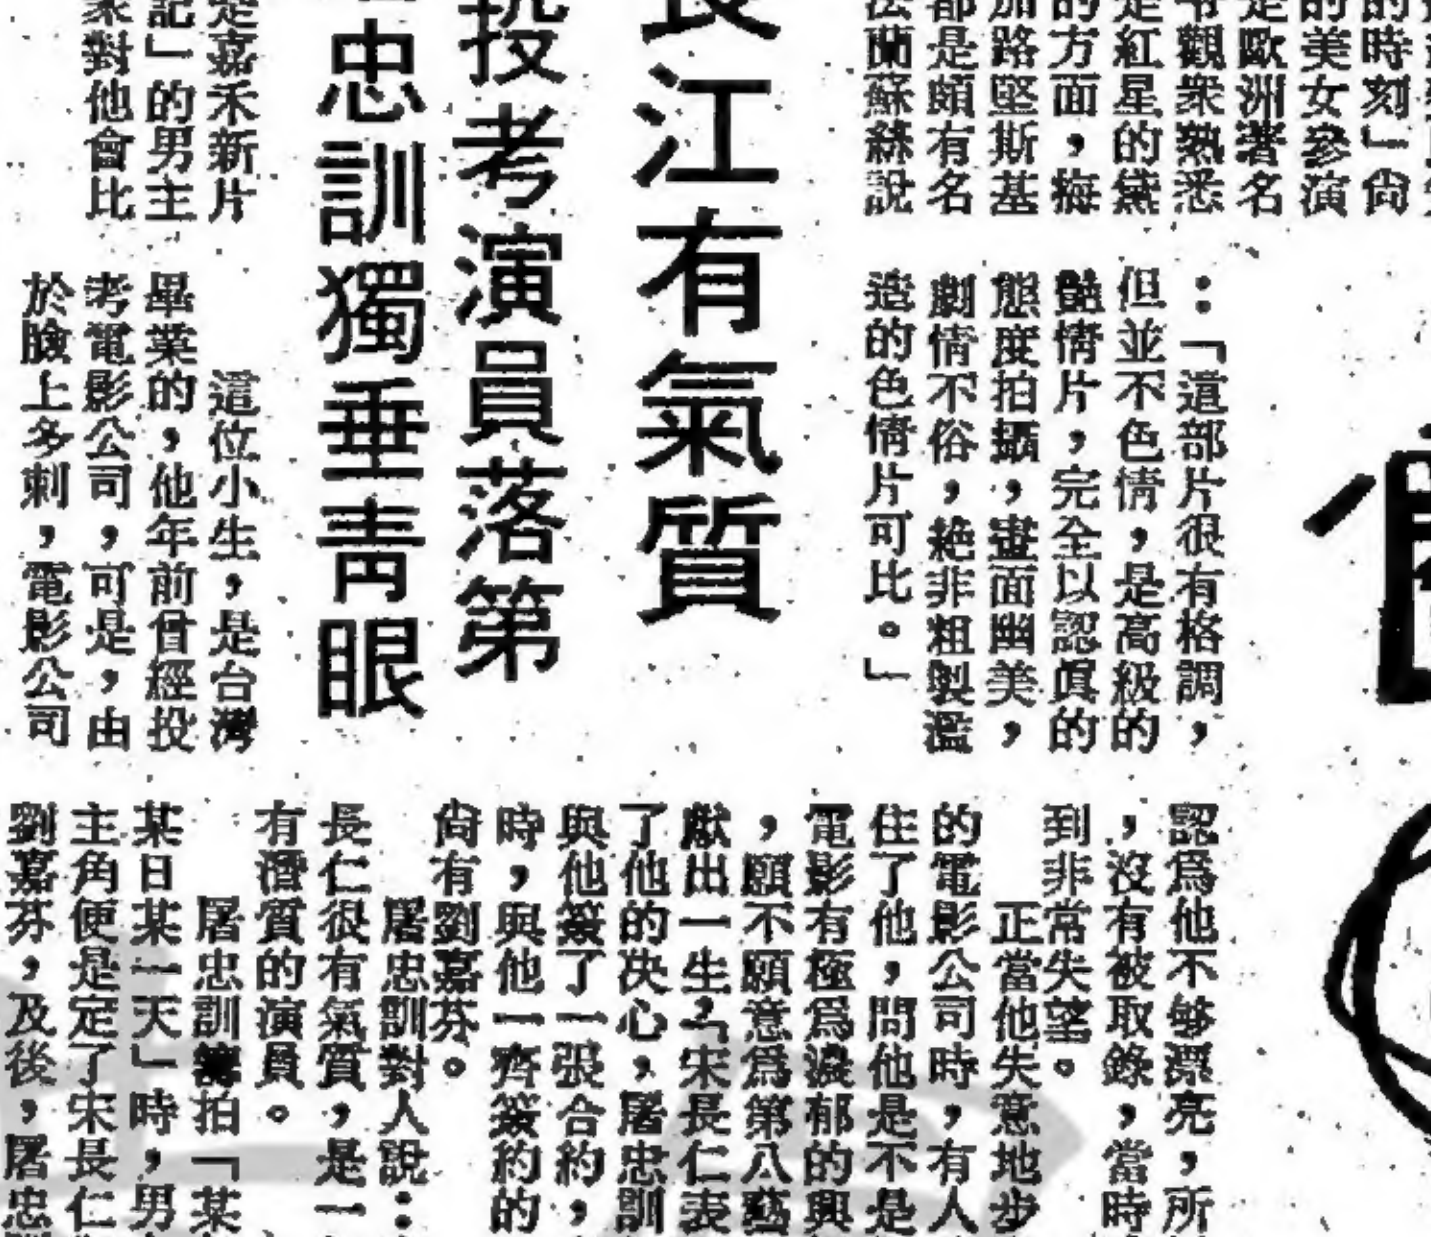 的時刻」尙
的美女參演
是歐洲著名
令觀衆熟悉
是紅星的黛
的方面，梅
加路堅斯基
都是頗有名
法蘭蘇絲說
：「這部片很有格調，
但並不色情，是高級的
艷情片，完全以認眞的
態度拍攝，畫面幽美，
劇情不俗，絕非粗製濫
造的色情片可比。」
長江有氣質
投考演員落第
忠訓獨垂靑眼
是嘉禾新片
記」的男主
家對他會比
這位小生，是台灣
畢業的，他年前曾經投
考電影公司，可是，由
於臉上多刺，電影公司
認爲他不够漂亮，所
，沒有被取錄，當時
到非常失望。
正當他失意地步
的電影公司時，有人
住了他，問他是不是
電影有極爲濃郁的興
，願不願意爲第八藝
獻出一生，「宋長仁表
了他的決心，屠忠訓
與他簽了一張合約，
時，與他一齊簽約的
尙有劉嘉芬。
屠忠訓對人說：
長仁很有氣質，是一
有潛質的演員。
屠忠訓籌拍「某
某日某一天」時，男
主角便是定了宋長仁
劉嘉芬，及後，屠忠